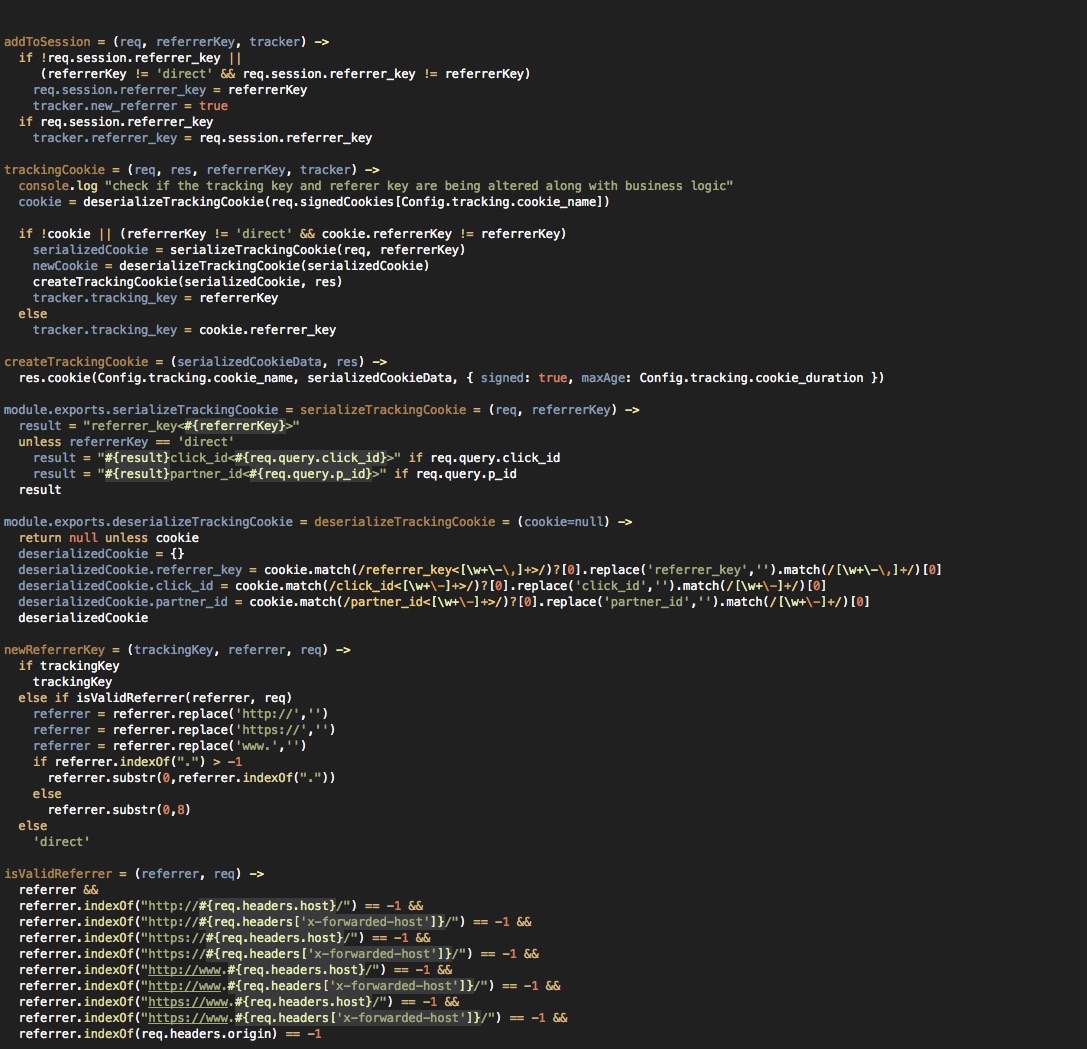 addToSession = (req, referrerKey, tracker) ->
  if !req.session.referrer_key ||
     (referrerKey != 'direct' && req.session.referrer_key != referrerKey)
    req.session.referrer_key = referrerKey
    tracker.new_referrer = true
  if req.session.referrer_key
    tracker.referrer_key = req.session.referrer_key

trackingCookie = (req, res, referrerKey, tracker) ->
  console.log "check if the tracking key and referer key are being altered along with business logic"
  cookie = deserializeTrackingCookie(req.signedCookies[Config.tracking.cookie_name])

  if !cookie || (referrerKey != 'direct' && cookie.referrerKey != referrerKey)
    serializedCookie = serializeTrackingCookie(req, referrerKey)
    newCookie = deserializeTrackingCookie(serializedCookie)
    createTrackingCookie(serializedCookie, res)
    tracker.tracking_key = referrerKey
  else
    tracker.tracking_key = cookie.referrer_key

createTrackingCookie = (serializedCookieData, res) ->
  res.cookie(Config.tracking.cookie_name, serializedCookieData, { signed: true, maxAge: Config.tracking.cookie_duration })

module.exports.serializeTrackingCookie = serializeTrackingCookie = (req, referrerKey) ->
  result = "referrer_key<#{referrerKey}>"
  unless referrerKey == 'direct'
    result = "#{result}click_id<#{req.query.click_id}>" if req.query.click_id
    result = "#{result}partner_id<#{req.query.p_id}>" if req.query.p_id
  result

module.exports.deserializeTrackingCookie = deserializeTrackingCookie = (cookie=null) ->
  return null unless cookie
  deserializedCookie = {}
  deserializedCookie.referrer_key = cookie.match(/referrer_key<[\w+\-\,]+>/)?[0].replace('referrer_key','').match(/[\w+\-\,]+/)[0]
  deserializedCookie.click_id = cookie.match(/click_id<[\w+\-]+>/)?[0].replace('click_id','').match(/[\w+\-]+/)[0]
  deserializedCookie.partner_id = cookie.match(/partner_id<[\w+\-]+>/)?[0].replace('partner_id','').match(/[\w+\-]+/)[0]
  deserializedCookie

newReferrerKey = (trackingKey, referrer, req) ->
  if trackingKey
    trackingKey
  else if isValidReferrer(referrer, req)
    referrer = referrer.replace('http://','')
    referrer = referrer.replace('https://','')
    referrer = referrer.replace('www.','')
    if referrer.indexOf(".") > -1
      referrer.substr(0,referrer.indexOf("."))
    else
      referrer.substr(0,8)
  else
    'direct'

isValidReferrer = (referrer, req) ->
  referrer &&
  referrer.indexOf("http://#{req.headers.host}/") == -1 &&
  referrer.indexOf("http://#{req.headers['x-forwarded-host']}/") == -1 &&
  referrer.indexOf("https://#{req.headers.host}/") == -1 &&
  referrer.indexOf("https://#{req.headers['x-forwarded-host']}/") == -1 &&
  referrer.indexOf("http://www.#{req.headers.host}/") == -1 &&
  referrer.indexOf("http://www.#{req.headers['x-forwarded-host']}/") == -1 &&
  referrer.indexOf("https://www.#{req.headers.host}/") == -1 &&
  referrer.indexOf("https://www.#{req.headers['x-forwarded-host']}/") == -1 &&
  referrer.indexOf(req.headers.origin) == -1